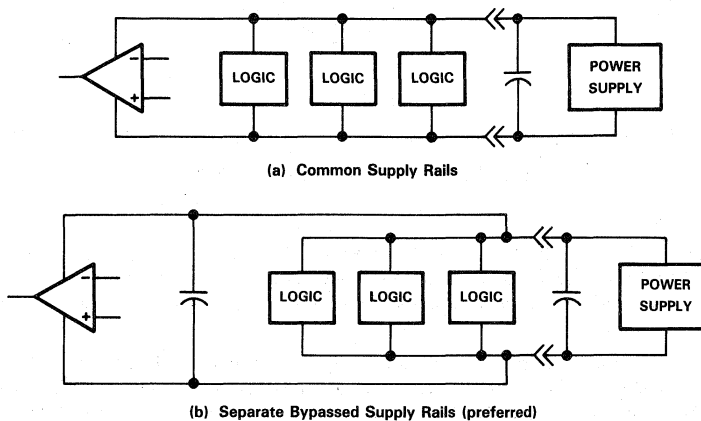 −
+
LOGIC
LOGIC
LOGIC
POWER
SUPPLY
(a) Common Supply Rails
−
+
LOGIC
LOGIC
LOGIC
POWER
SUPPLY
(b) Separate Bypassed Supply Rails (preferred)